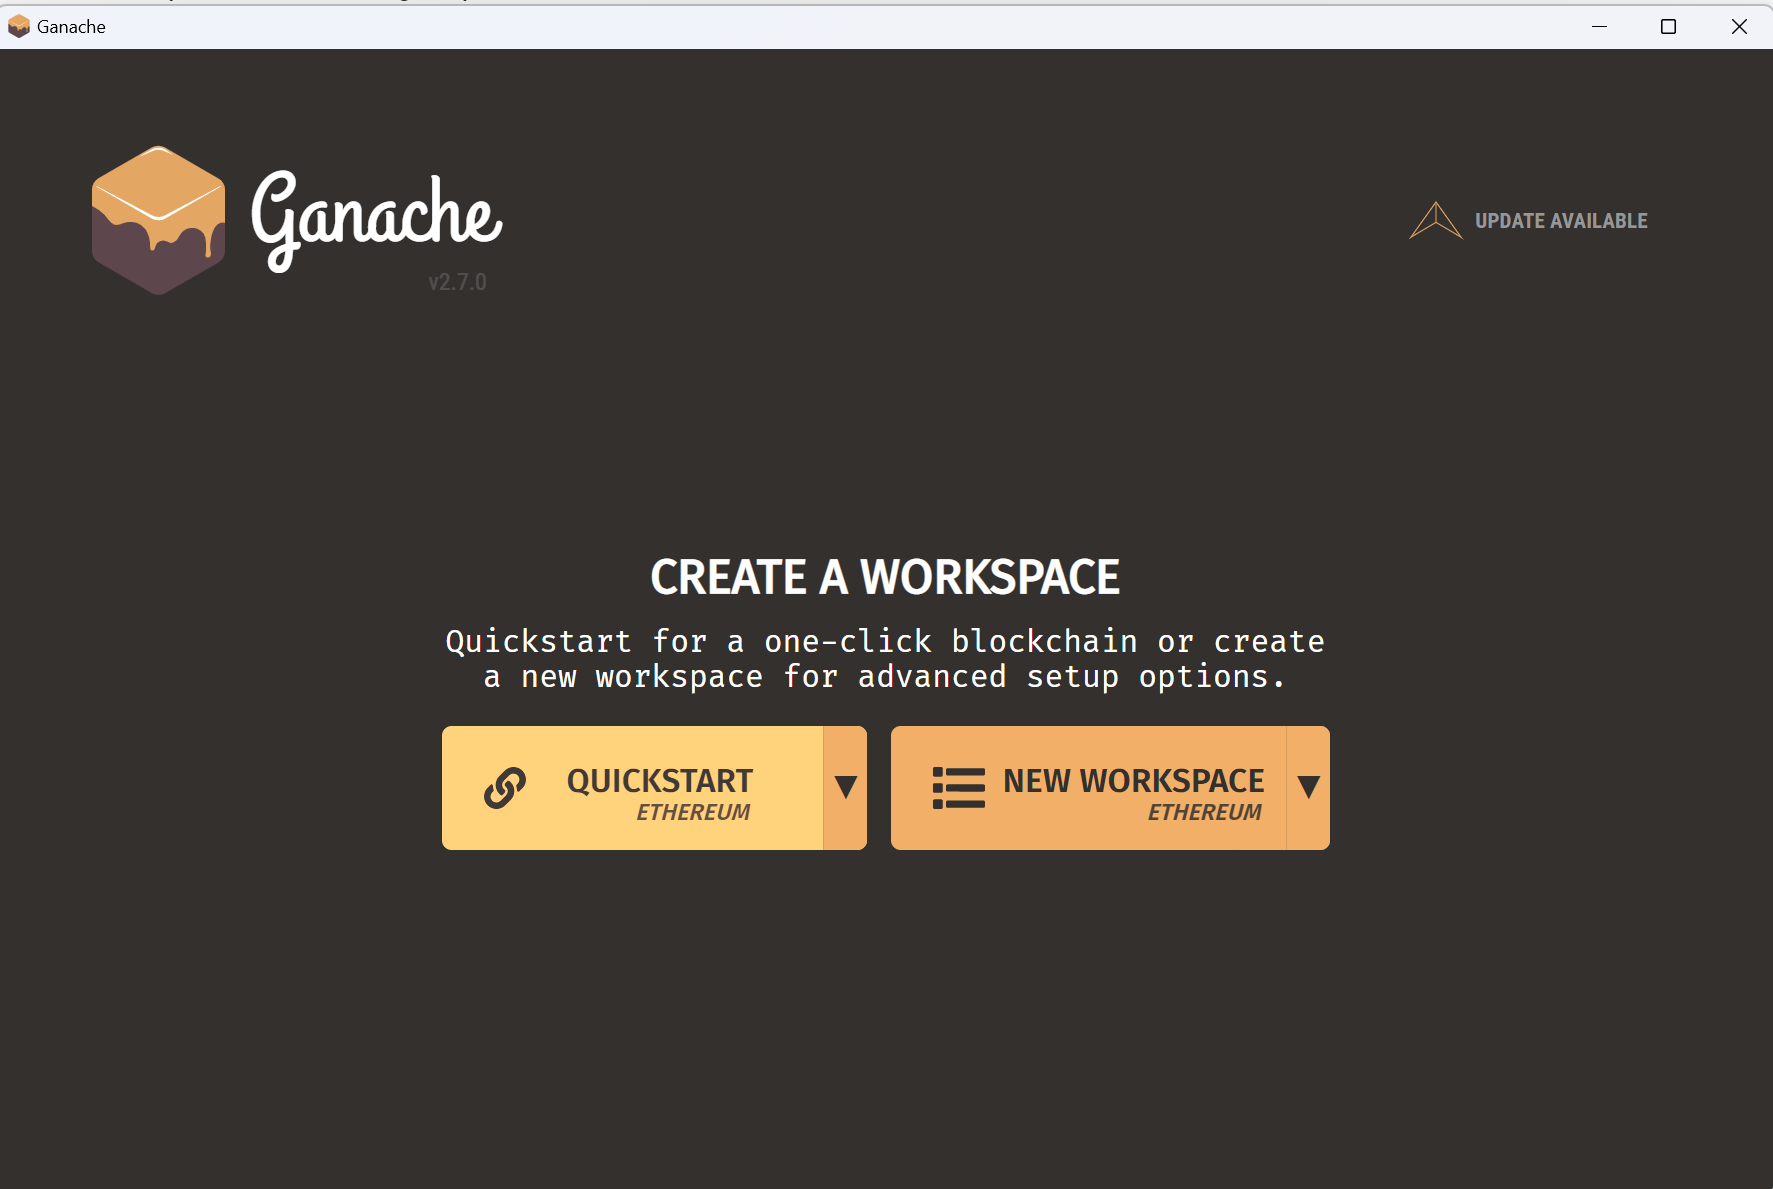 Ganache
Ganache
v2.7.0
UPDATE AVAILABLE
CREATE A WORKSPACE
Quickstart for a one-click blockchain or create
a new workspace for advanced setup options.
QUICKSTART
ETHEREUM
NEW WORKSPACE
ETHEREUM